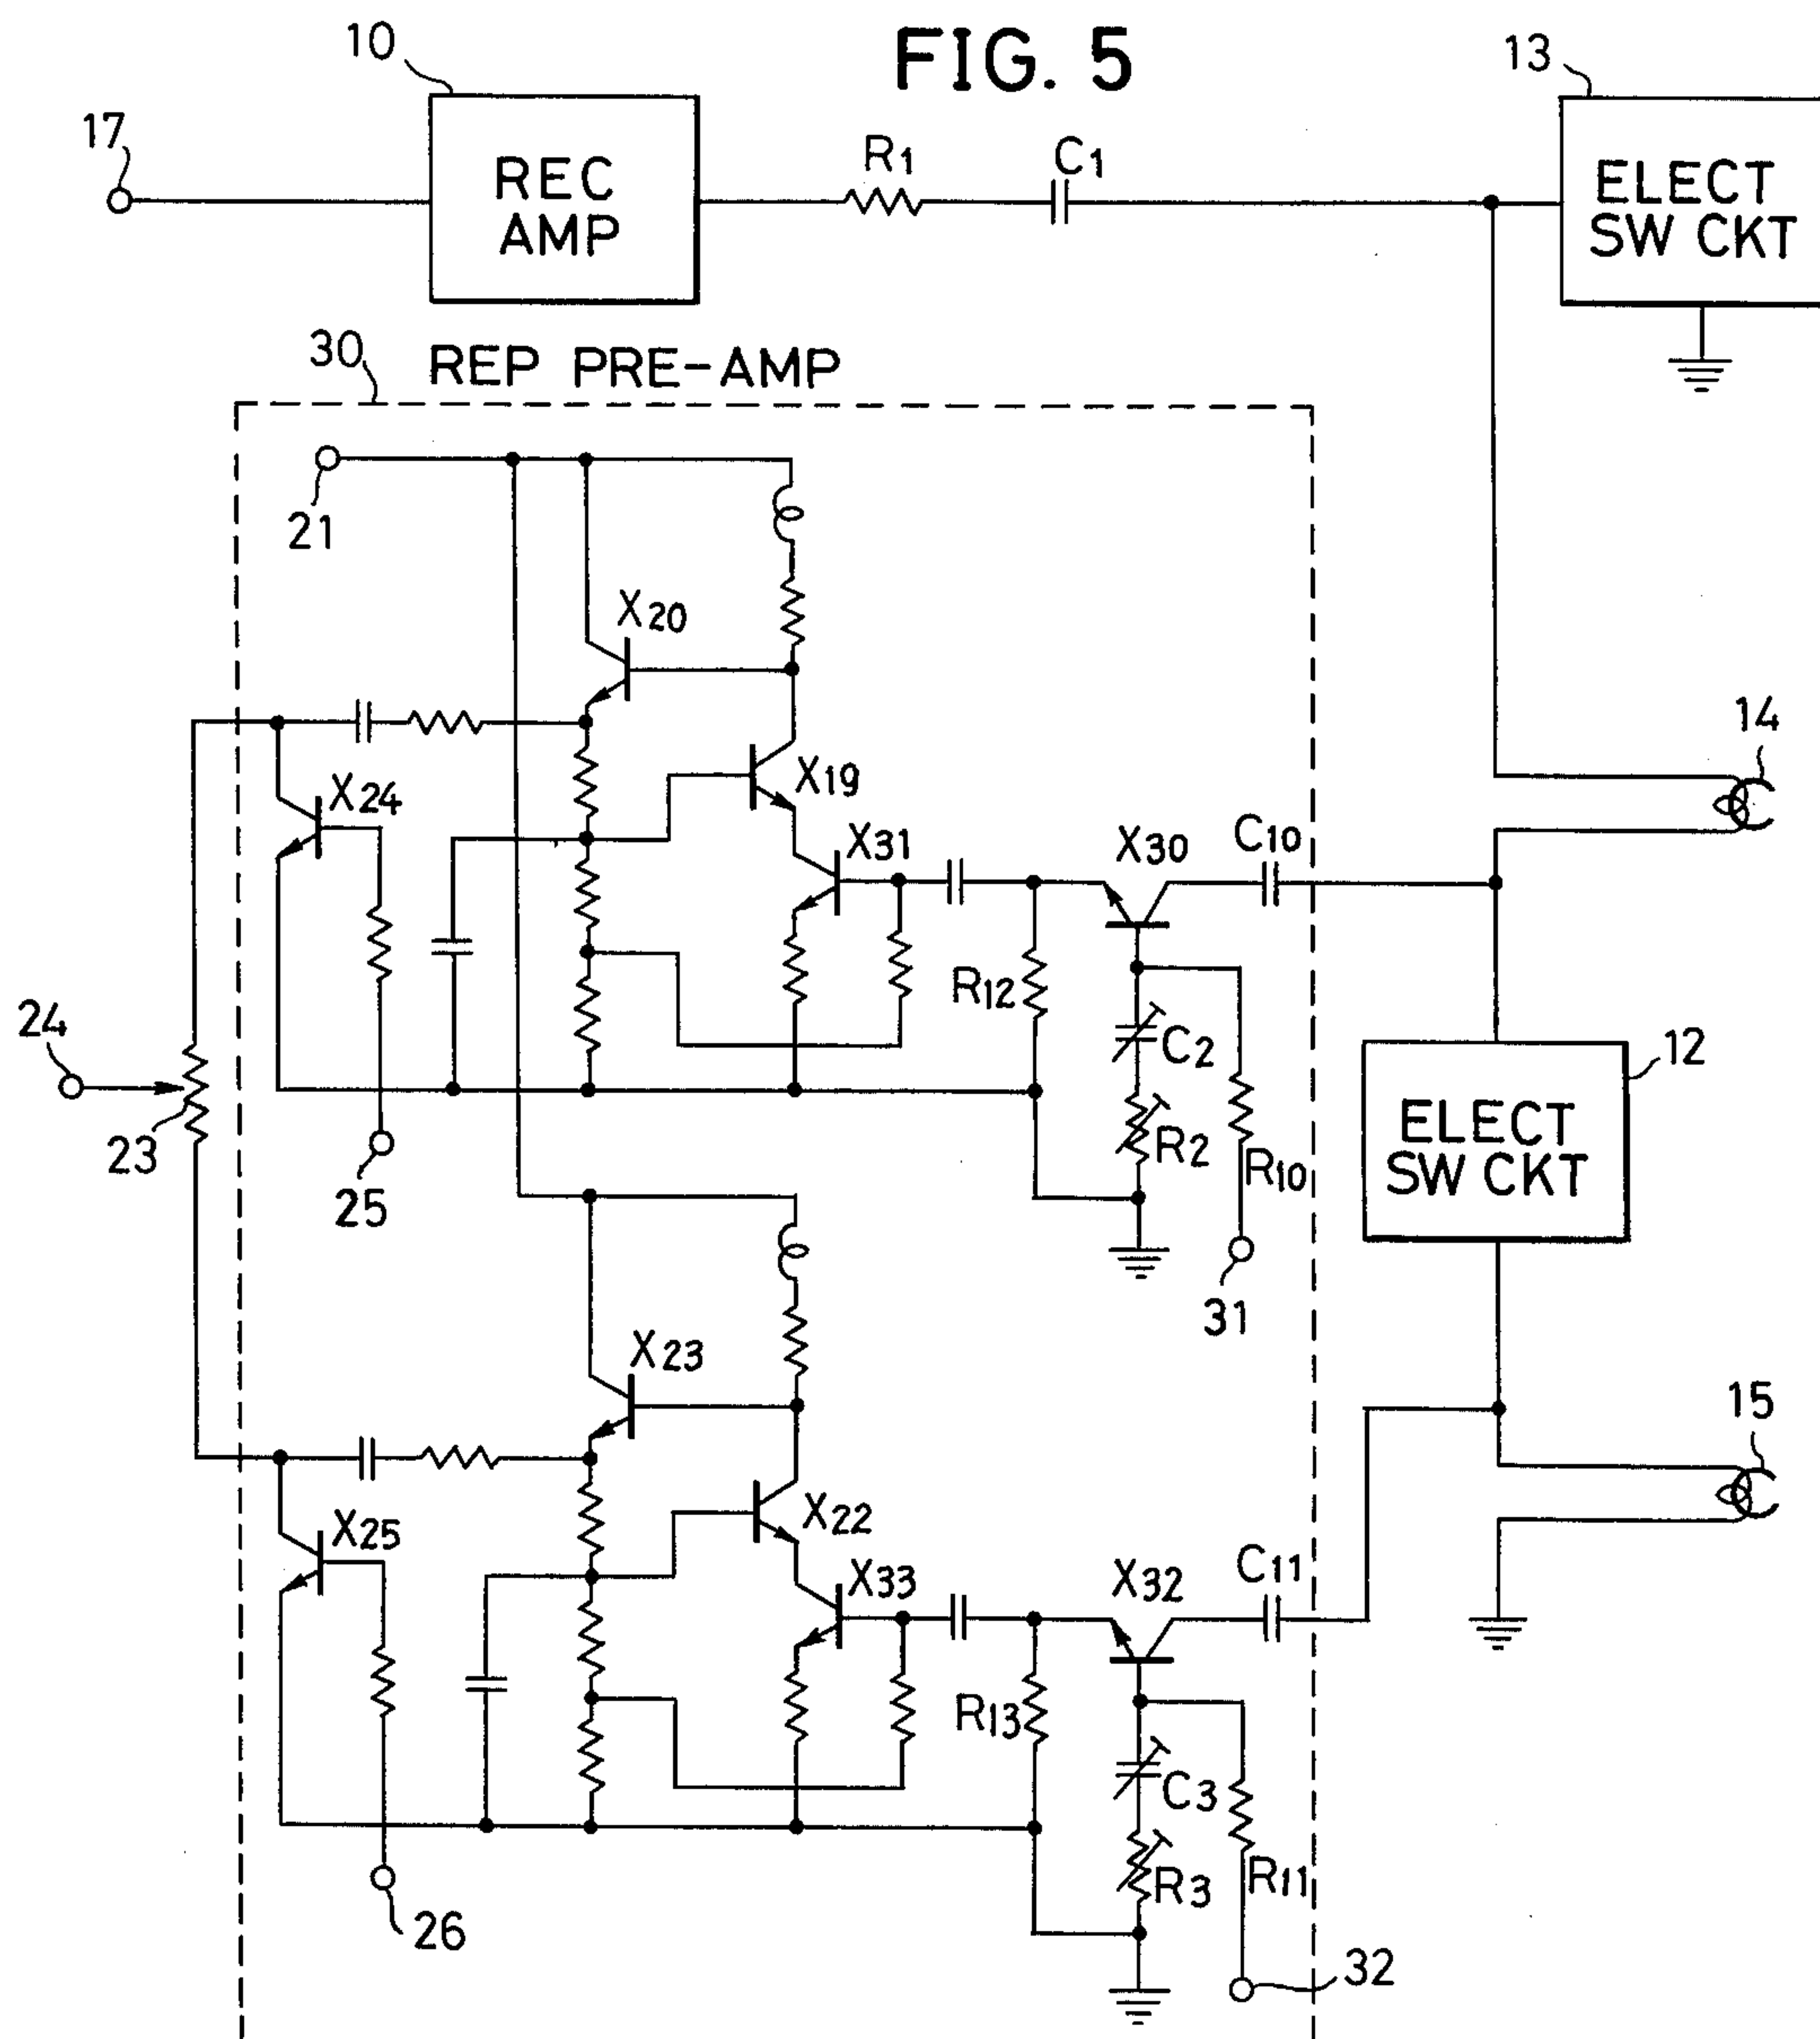 FIG. 5
10
13
17
REC
AMP
R1
C1
ELECT
SW CKT
30
REP PRE-AMP
21
X20
14
X24
X19
X31
X30
C10
R12
24
C2
12
23
R2
R10
ELECT
SW CKT
25
31
X23
15
X25
X22
X33
X32
C11
R13
C3
R3
R11
26
32